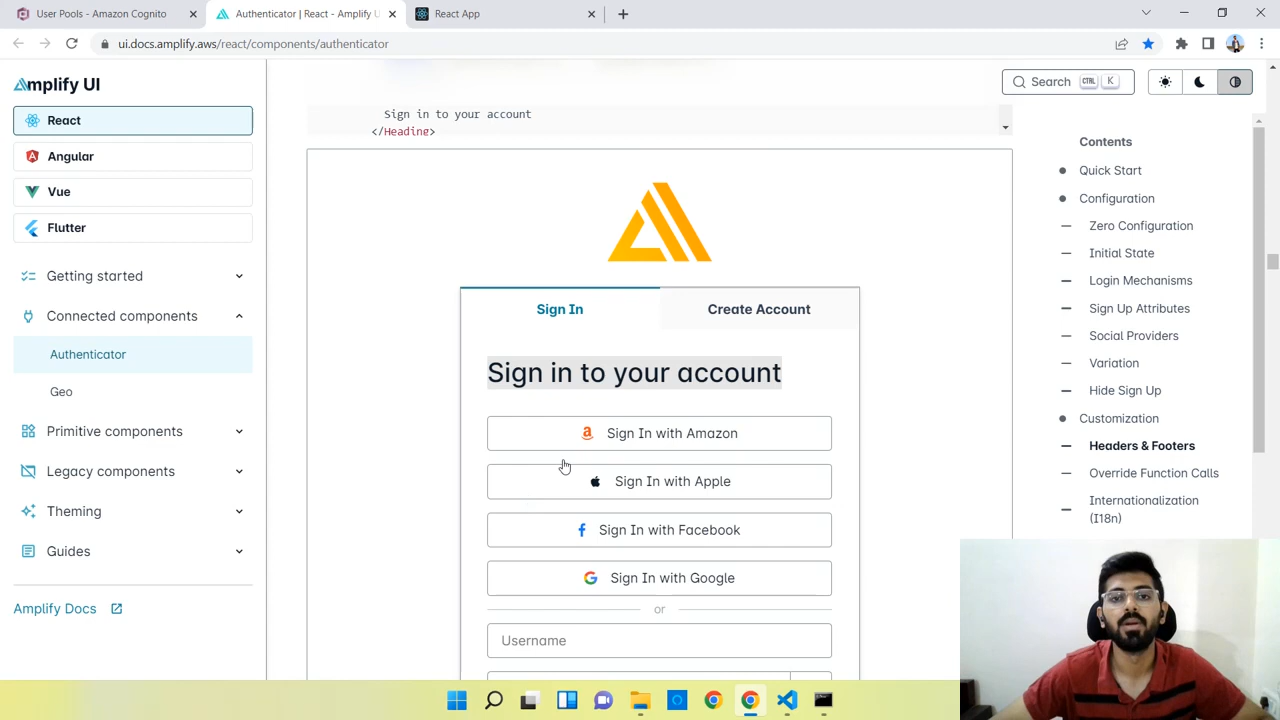 User Pools - Amazon Cognito
Authenticator | React - Amplify U
React App
ui.docs.amplify.aws/react/components/authenticator
Amplify UI
React
Angular
Vue
Flutter
Getting started
Connected components
Authenticator
Geo
Primitive components
Legacy components
Theming
Guides
Amplify Docs
Sign in to your account
</Heading>
Sign In
Create Account
Sign in to your account
Sign In with Amazon
Sign In with Apple
Sign In with Facebook
Sign In with Google
or
Username
Search CTRL K
Contents
Quick Start
Configuration
Zero Configuration
Initial State
Login Mechanisms
Sign Up Attributes
Social Providers
Variation
Hide Sign Up
Customization
Headers & Footers
Override Function Calls
Internationalization
(I18n)